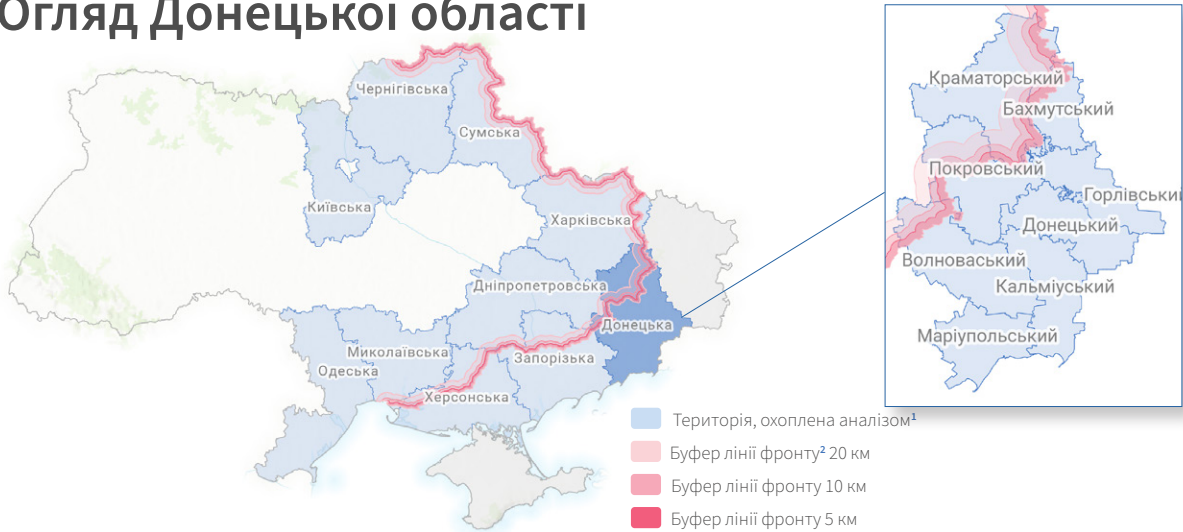 Огляд Донецької області
Чернігівська
Сумська
Київська
Харківська
Дніпропетровська
Донецька
Запорізька
Миколаївська
Одеська
Херсонська
Краматорський
Бахмутський
Покровський
Горлівський
Донецький
Волноваський
Кальміуський
Маріупольський
Територія, охоплена аналізом¹
Буфер лінії фронту² 20 км
Буфер лінії фронту 10 км
Буфер лінії фронту 5 км